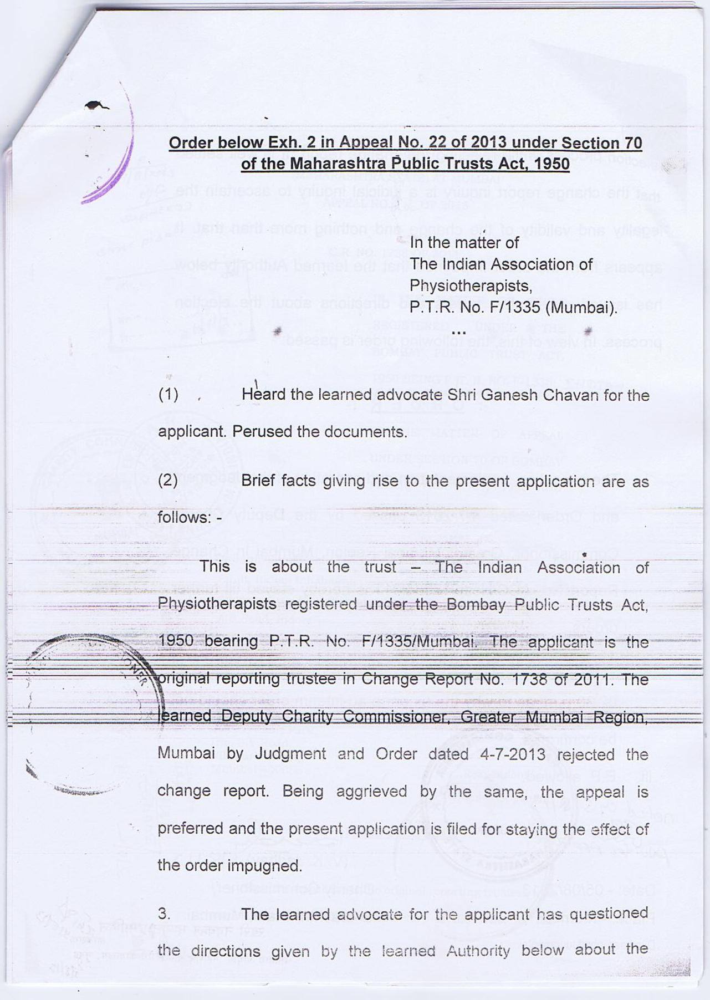 Order below Exh. 2 in Appeal No. 22 of 2013 under Section 70
of the Maharashtra Public Trusts Act, 1950
In the matter of
The Indian Association of
Physiotherapists,
P.T.R. No. F/1335 (Mumbai).
...
(1) Heard the learned advocate Shri Ganesh Chavan for the
applicant. Perused the documents.
(2) Brief facts giving rise to the present application are as
follows: -
This is about the trust – The Indian Association of
Physiotherapists registered under the Bombay Public Trusts Act,
1950 bearing P.T.R. No. F/1335/Mumbai. The applicant is the
original reporting trustee in Change Report No. 1738 of 2011. The
learned Deputy Charity Commissioner, Greater Mumbai Region,
Mumbai by Judgment and Order dated 4-7-2013 rejected the
change report. Being aggrieved by the same, the appeal is
preferred and the present application is filed for staying the effect of
the order impugned.
3. The learned advocate for the applicant has questioned
the directions given by the learned Authority below about the